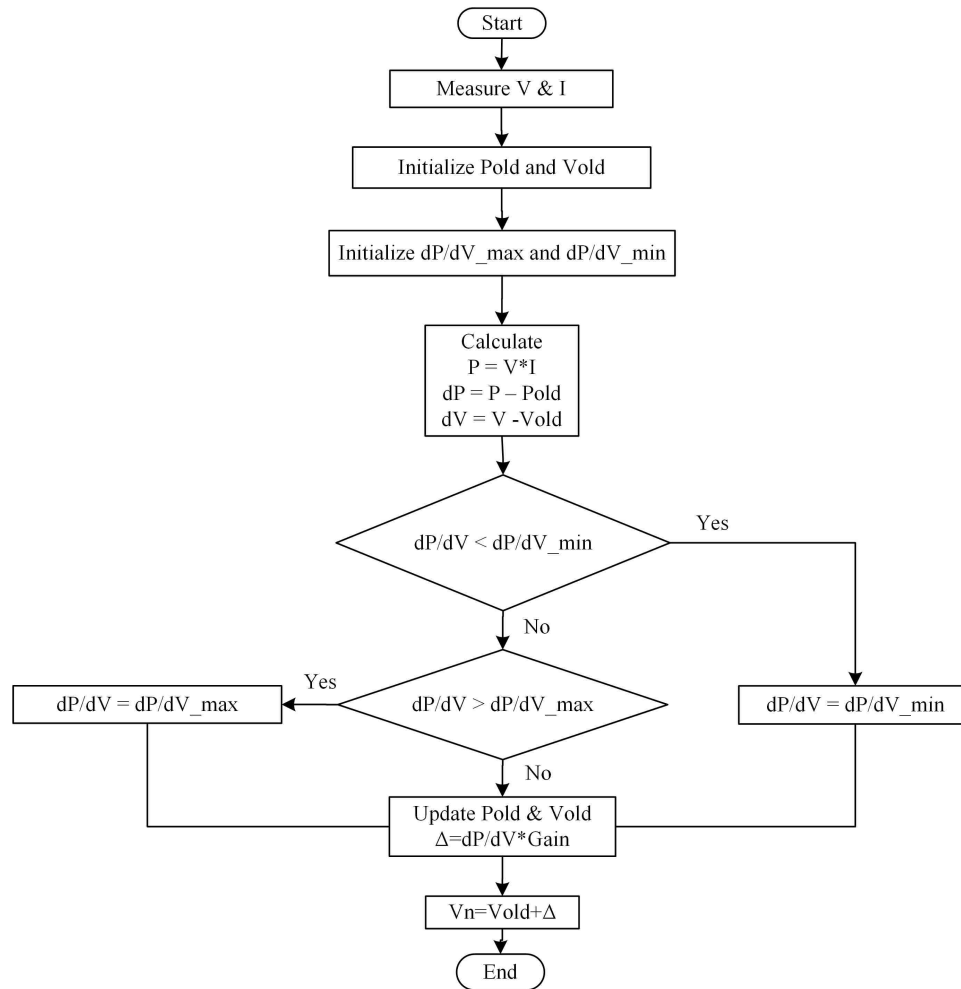 Start
Measure V & I
Initialize Pold and Vold
Initialize dP/dV_max and dP/dV_min
Calculate
P = V*I
dP = P – Pold
dV = V -Vold
dP/dV < dP/dV_min
Yes
No
dP/dV > dP/dV_max
Yes
dP/dV = dP/dV_max
dP/dV = dP/dV_min
No
Update Pold & Vold
Δ=dP/dV*Gain
Vn=Vold+Δ
End